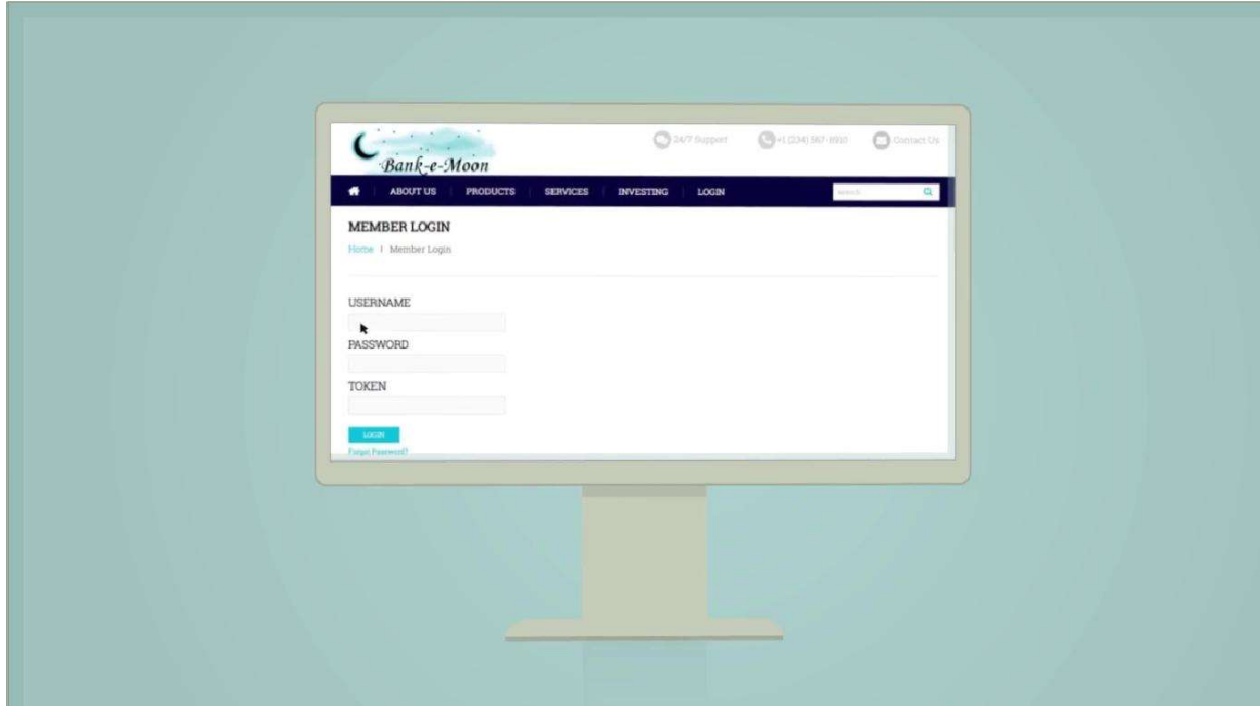 Bank-e-Moon
24/7 Support
Contact Us
ABOUT US PRODUCTS SERVICES INVESTING LOGIN
search
MEMBER LOGIN
Home | Member Login
USERNAME
PASSWORD
TOKEN
LOGIN
Forgot Password?